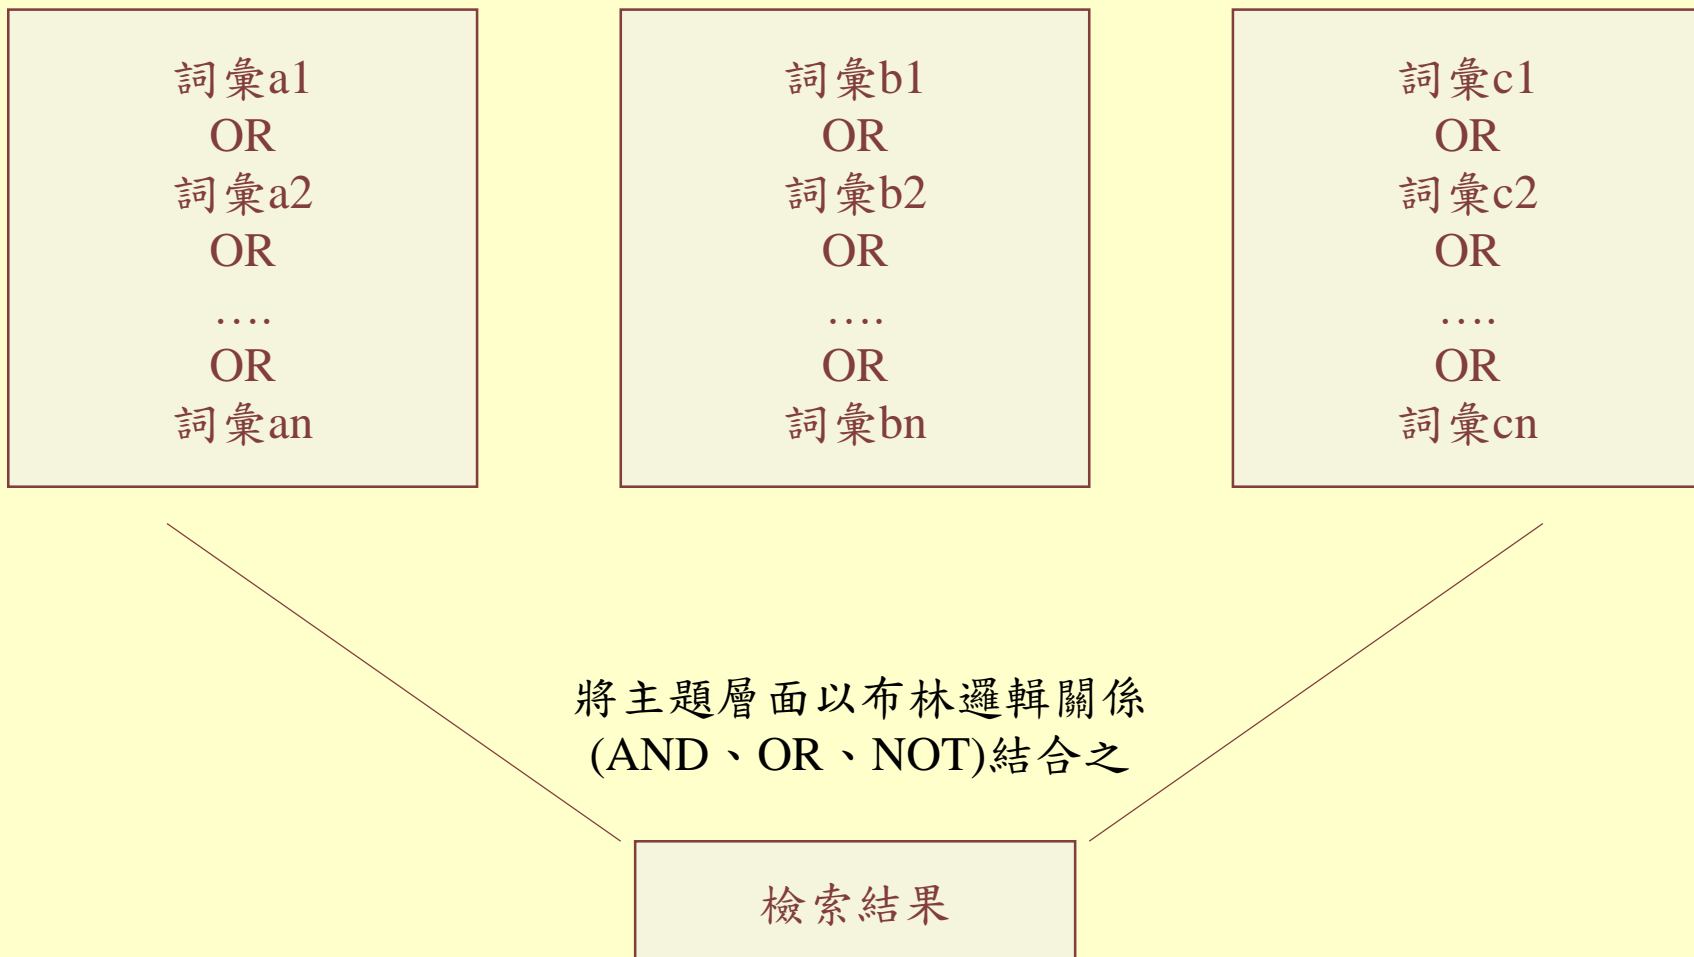 詞彙a1
OR
詞彙a2
OR
….
OR
詞彙an
詞彙b1
OR
詞彙b2
OR
….
OR
詞彙bn
詞彙c1
OR
詞彙c2
OR
….
OR
詞彙cn
將主題層面以布林邏輯關係
(AND、OR、NOT)結合之
檢索結果